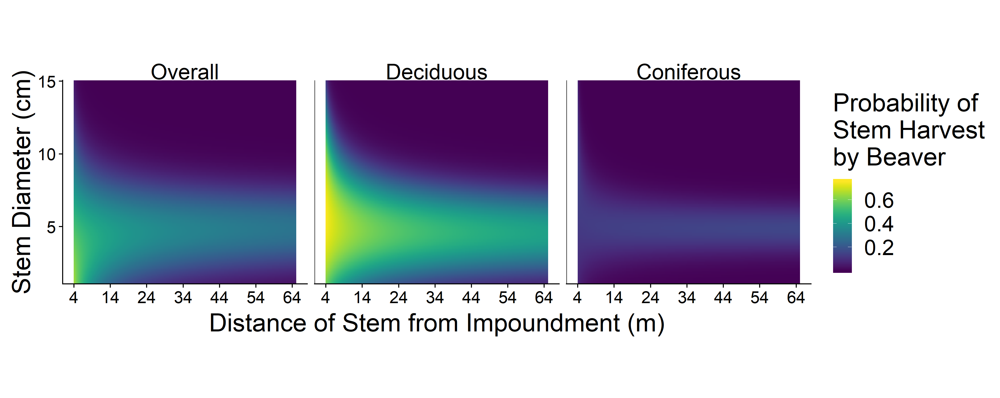 Overall
Deciduous
Coniferous
Stem Diameter (cm)
15
10
5
4 14 24 34 44 54 64
4 14 24 34 44 54 64
4 14 24 34 44 54 64
Distance of Stem from Impoundment (m)
Probability of
Stem Harvest
by Beaver
0.6
0.4
0.2